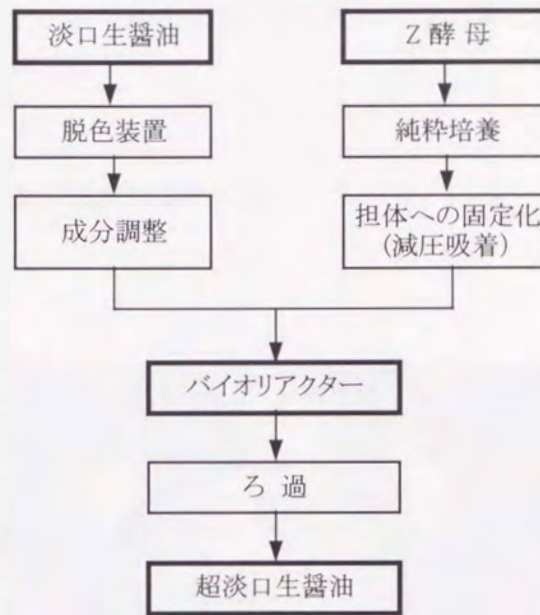 淡口生醤油
脱色装置
成分調整
Z 酵 母
純粋培養
担体への固定化
(減圧吸着)
バイオリアクター
ろ 過
超淡口生醤油